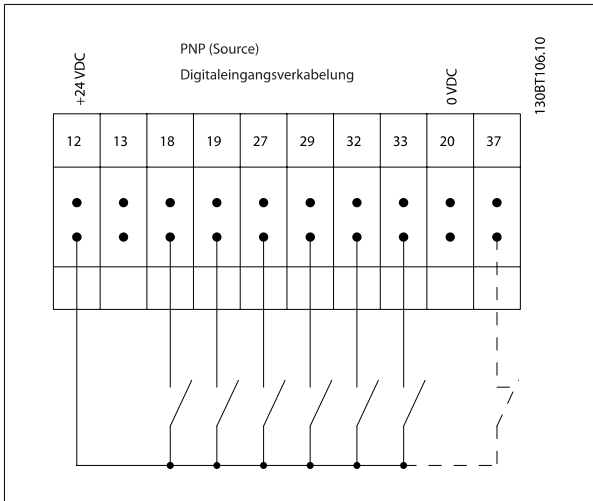 PNP (Source)
Digitaleingangsverkabelung
+24 VDC
0 VDC
130BT106.10
12 13 18 19 27 29 32 33 20 37